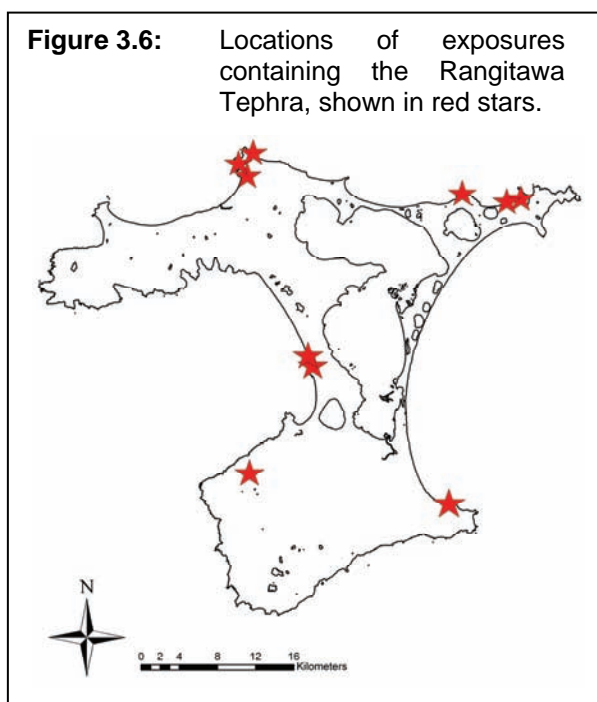 Figure 3.6: Locations of exposures
containing the Rangitawa
Tephra, shown in red stars.
N
0 2 4 8 12 16
Kilometers